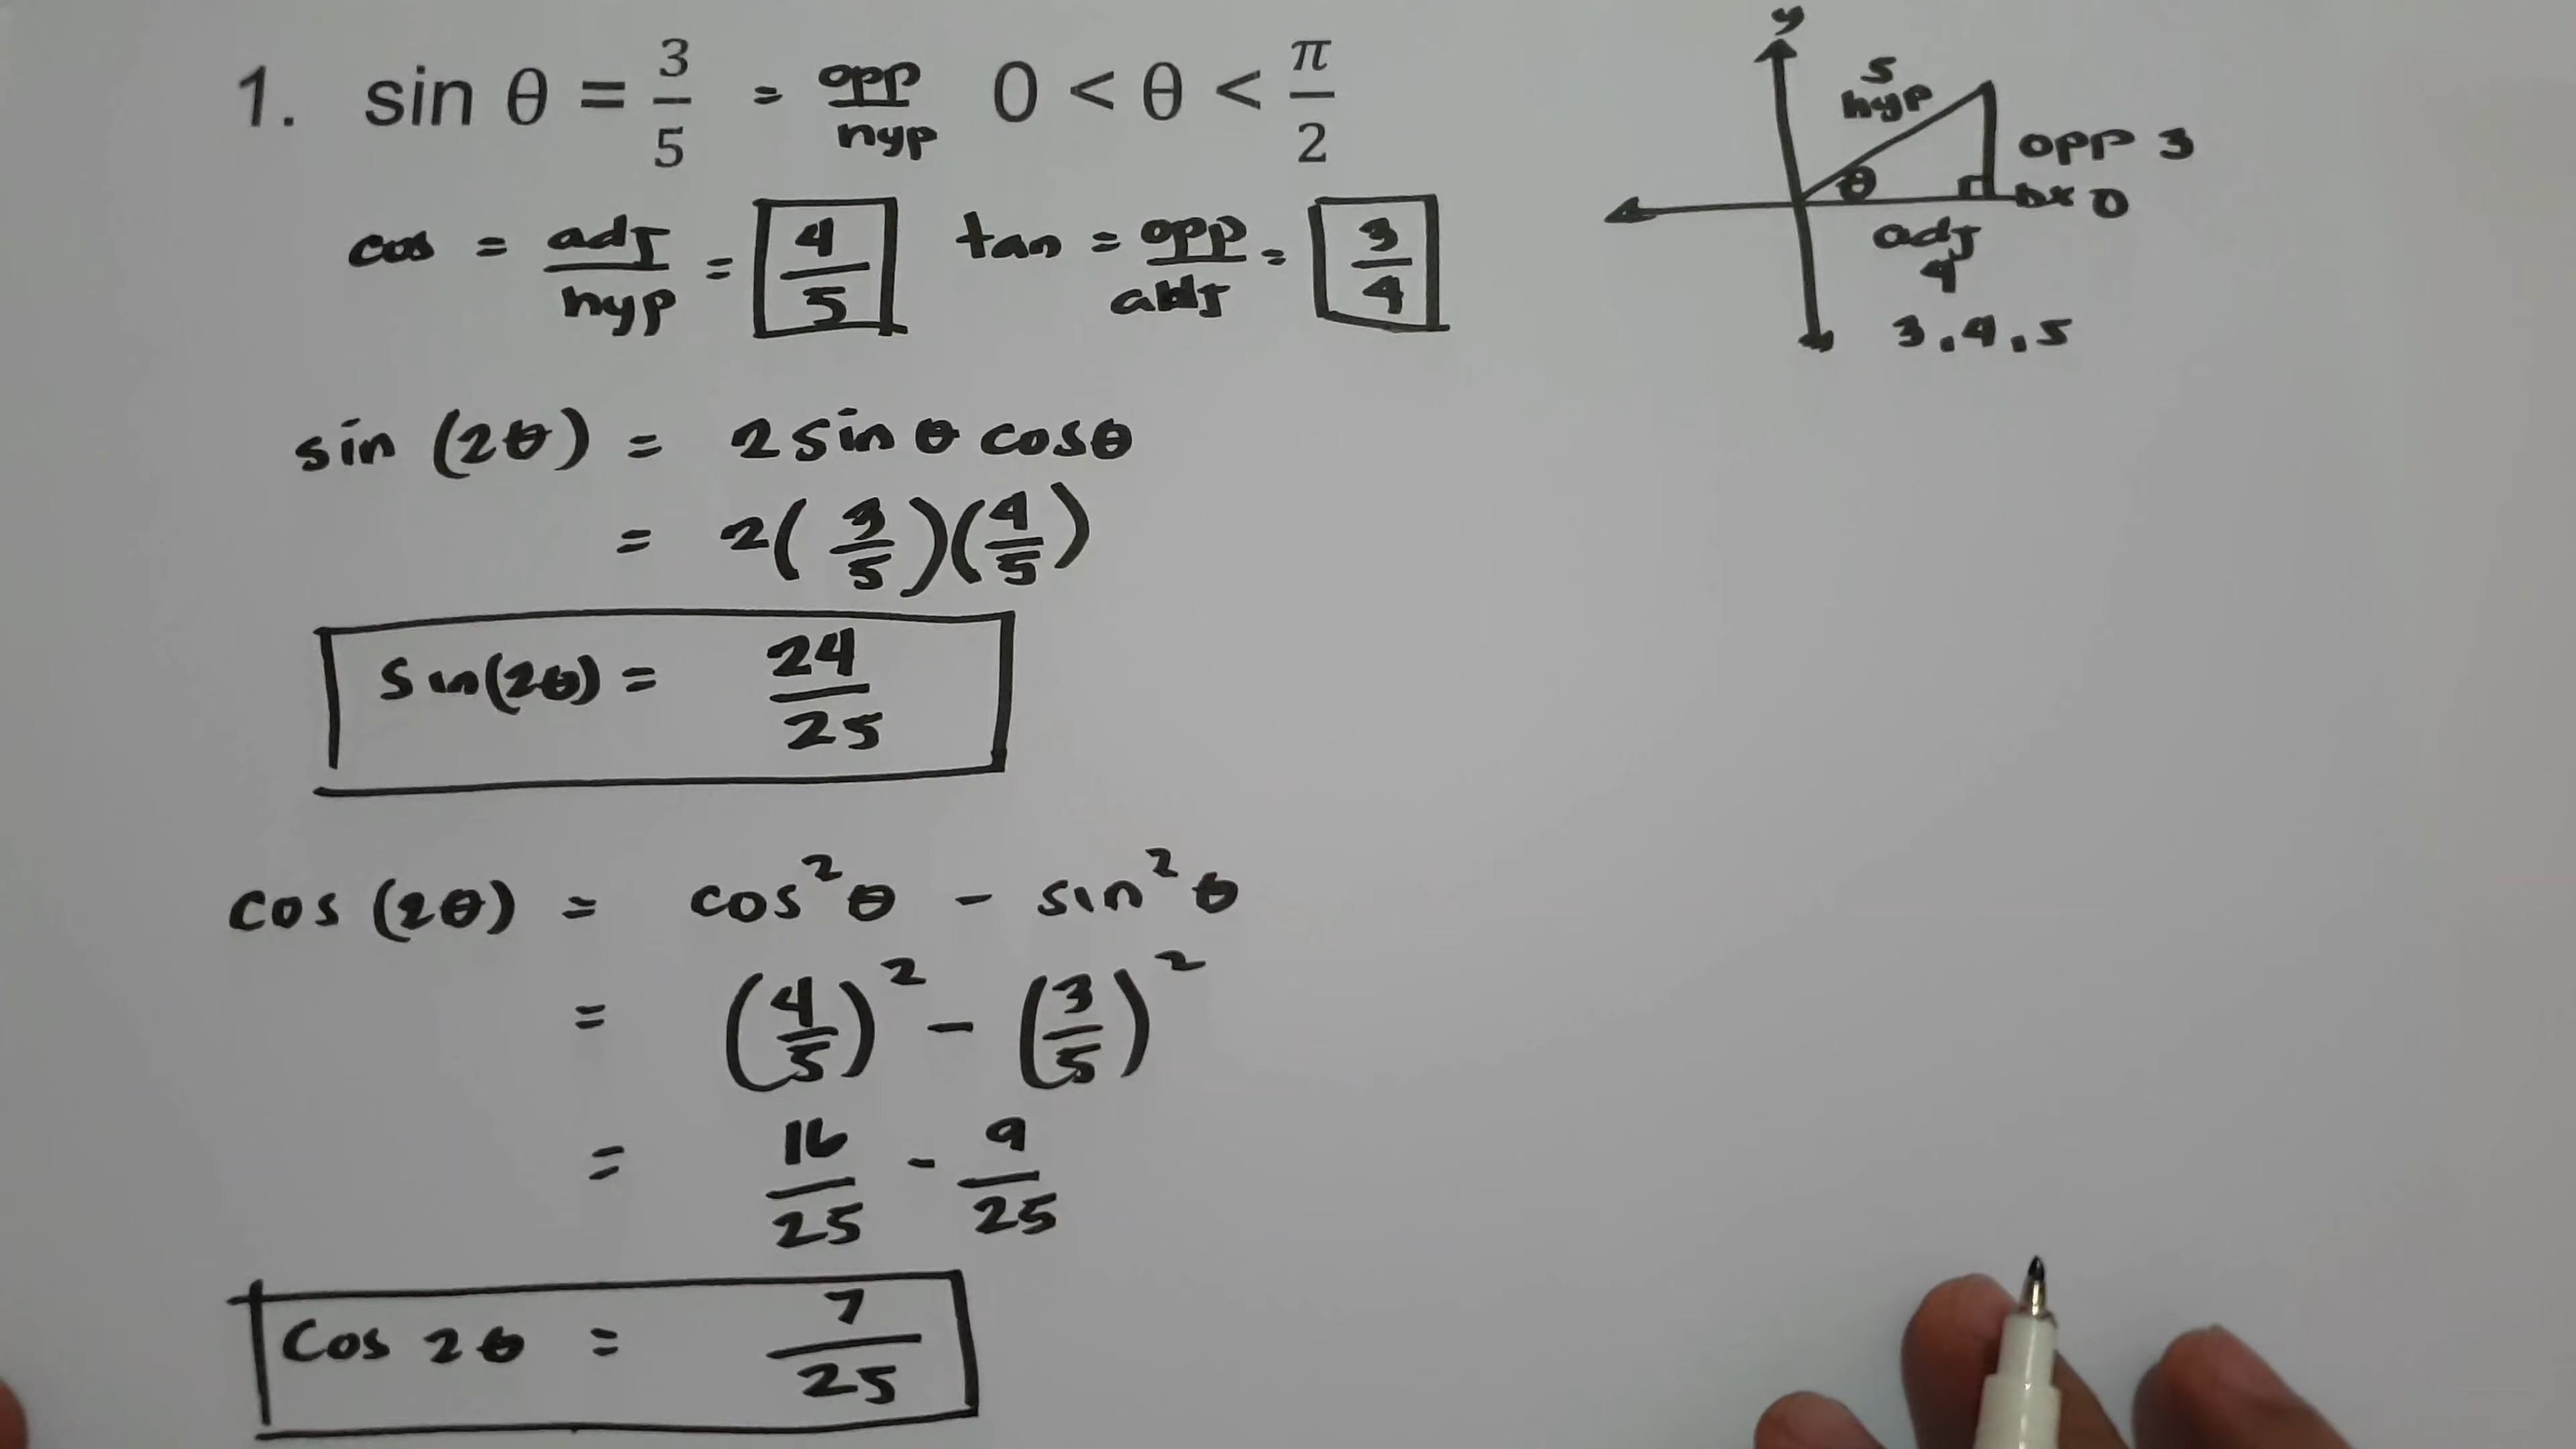 1. sin θ = 3/5 = opp/hyp 0 < θ < π/2
cos = adj/hyp = 4/5 tan = opp/adj = 3/4
sin (2θ) = 2 sin θ cos θ
= 2(3/5)(4/5)
Sin(2θ) = 24/25
cos (2θ) = cos²θ - sin²θ
= (4/5)² - (3/5)²
= 16/25 - 9/25
Cos 2θ = 7/25
y
5
hyp
opp 3
θ
adj
4
3, 4, 5